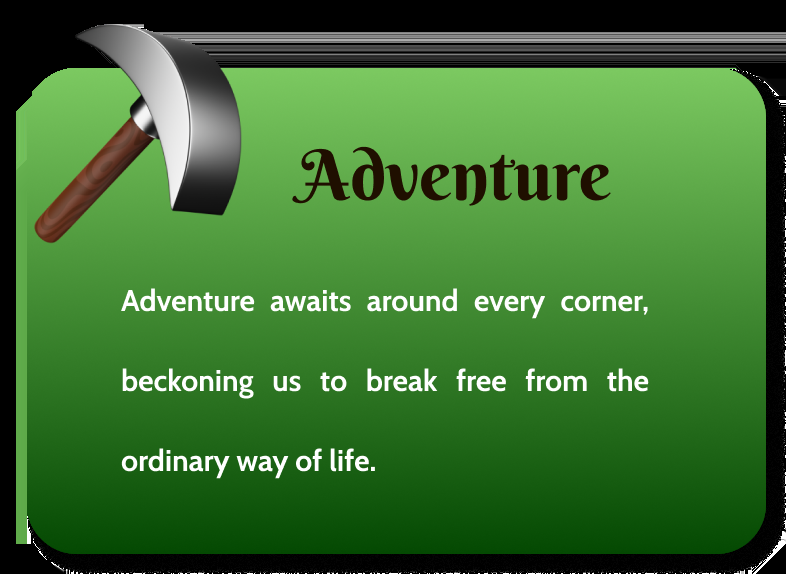 Adventure
Adventure awaits around every corner,
beckoning us to break free from the
ordinary way of life.